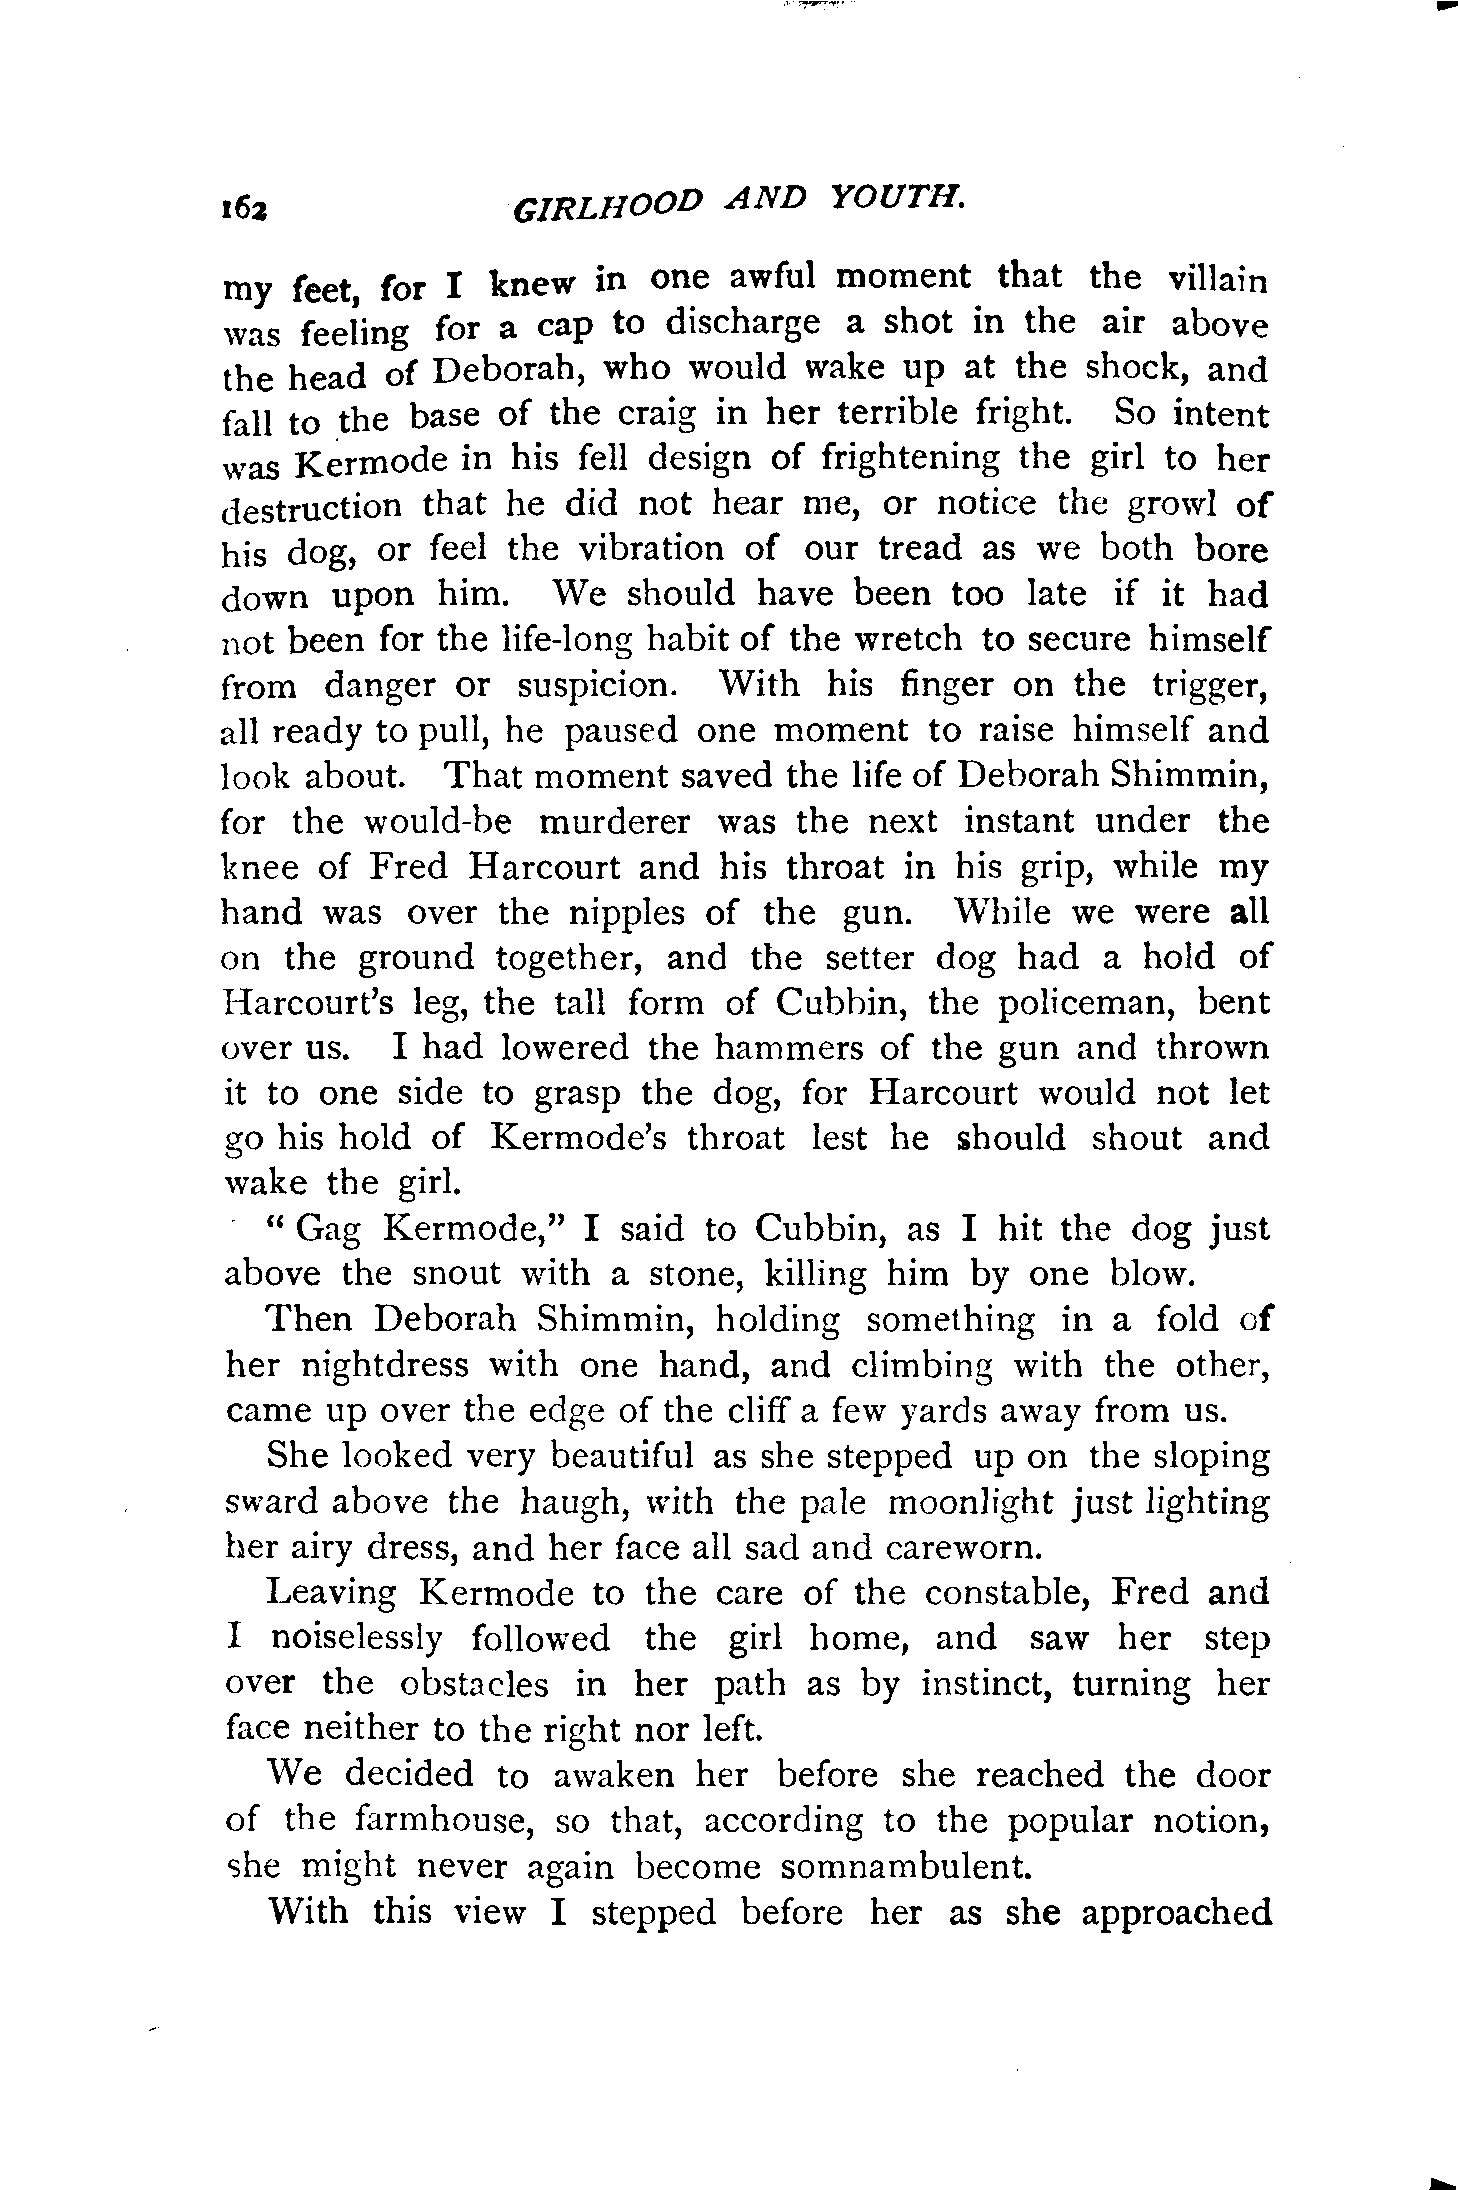 162 GIRLHOOD AND YOUTH.
my feet, for I knew in one awful moment that the villain
was feeling for a cap to discharge a shot in the air above
the head of Deborah, who would wake up at the shock, and
fall to the base of the craig in her terrible fright. So intent
was Kermode in his fell design of frightening the girl to her
destruction that he did not hear me, or notice the growl of
his dog, or feel the vibration of our tread as we both bore
down upon him. We should have been too late if it had
not been for the life-long habit of the wretch to secure himself
from danger or suspicion. With his finger on the trigger,
all ready to pull, he paused one moment to raise himself and
look about. That moment saved the life of Deborah Shimmin,
for the would-be murderer was the next instant under the
knee of Fred Harcourt and his throat in his grip, while my
hand was over the nipples of the gun. While we were all
on the ground together, and the setter dog had a hold of
Harcourt's leg, the tall form of Cubbin, the policeman, bent
over us. I had lowered the hammers of the gun and thrown
it to one side to grasp the dog, for Harcourt would not let
go his hold of Kermode's throat lest he should shout and
wake the girl.
“ Gag Kermode,” I said to Cubbin, as I hit the dog just
above the snout with a stone, killing him by one blow.
Then Deborah Shimmin, holding something in a fold of
her nightdress with one hand, and climbing with the other,
came up over the edge of the cliff a few yards away from us.
She looked very beautiful as she stepped up on the sloping
sward above the haugh, with the pale moonlight just lighting
her airy dress, and her face all sad and careworn.
Leaving Kermode to the care of the constable, Fred and
I noiselessly followed the girl home, and saw her step
over the obstacles in her path as by instinct, turning her
face neither to the right nor left.
We decided to awaken her before she reached the door
of the farmhouse, so that, according to the popular notion,
she might never again become somnambulent.
With this view I stepped before her as she approached